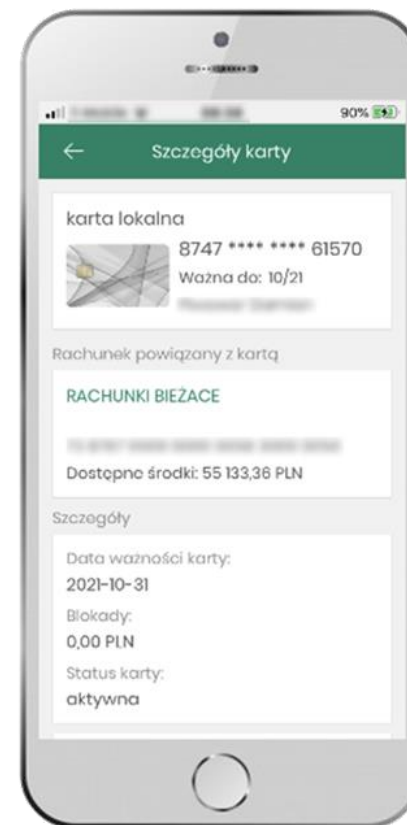 90%
Szczegóły karty
karta lokalna
8747 **** **** 61570
Ważna do: 10/21
Rachunek powiązany z kartą
RACHUNKI BIEŻACE
Dostępne środki: 55 133,36 PLN
Szczegóły
Data ważności karty:
2021-10-31
Blokady:
0,00 PLN
Status karty:
aktywna